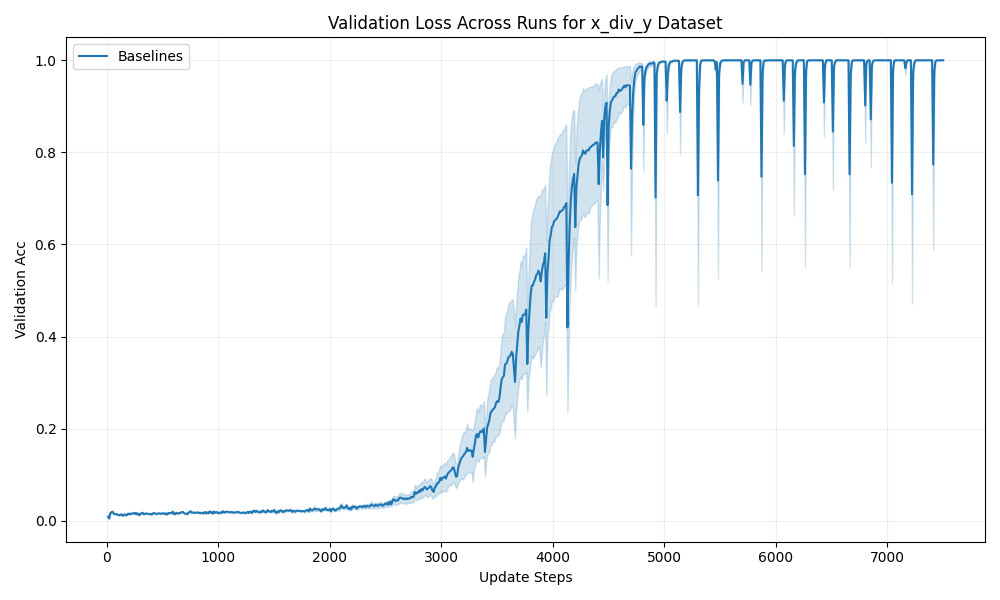 Validation Loss Across Runs for x_div_y Dataset
Baselines
Validation Acc
1.0
0.8
0.6
0.4
0.2
0.0
0 1000 2000 3000 4000 5000 6000 7000
Update Steps